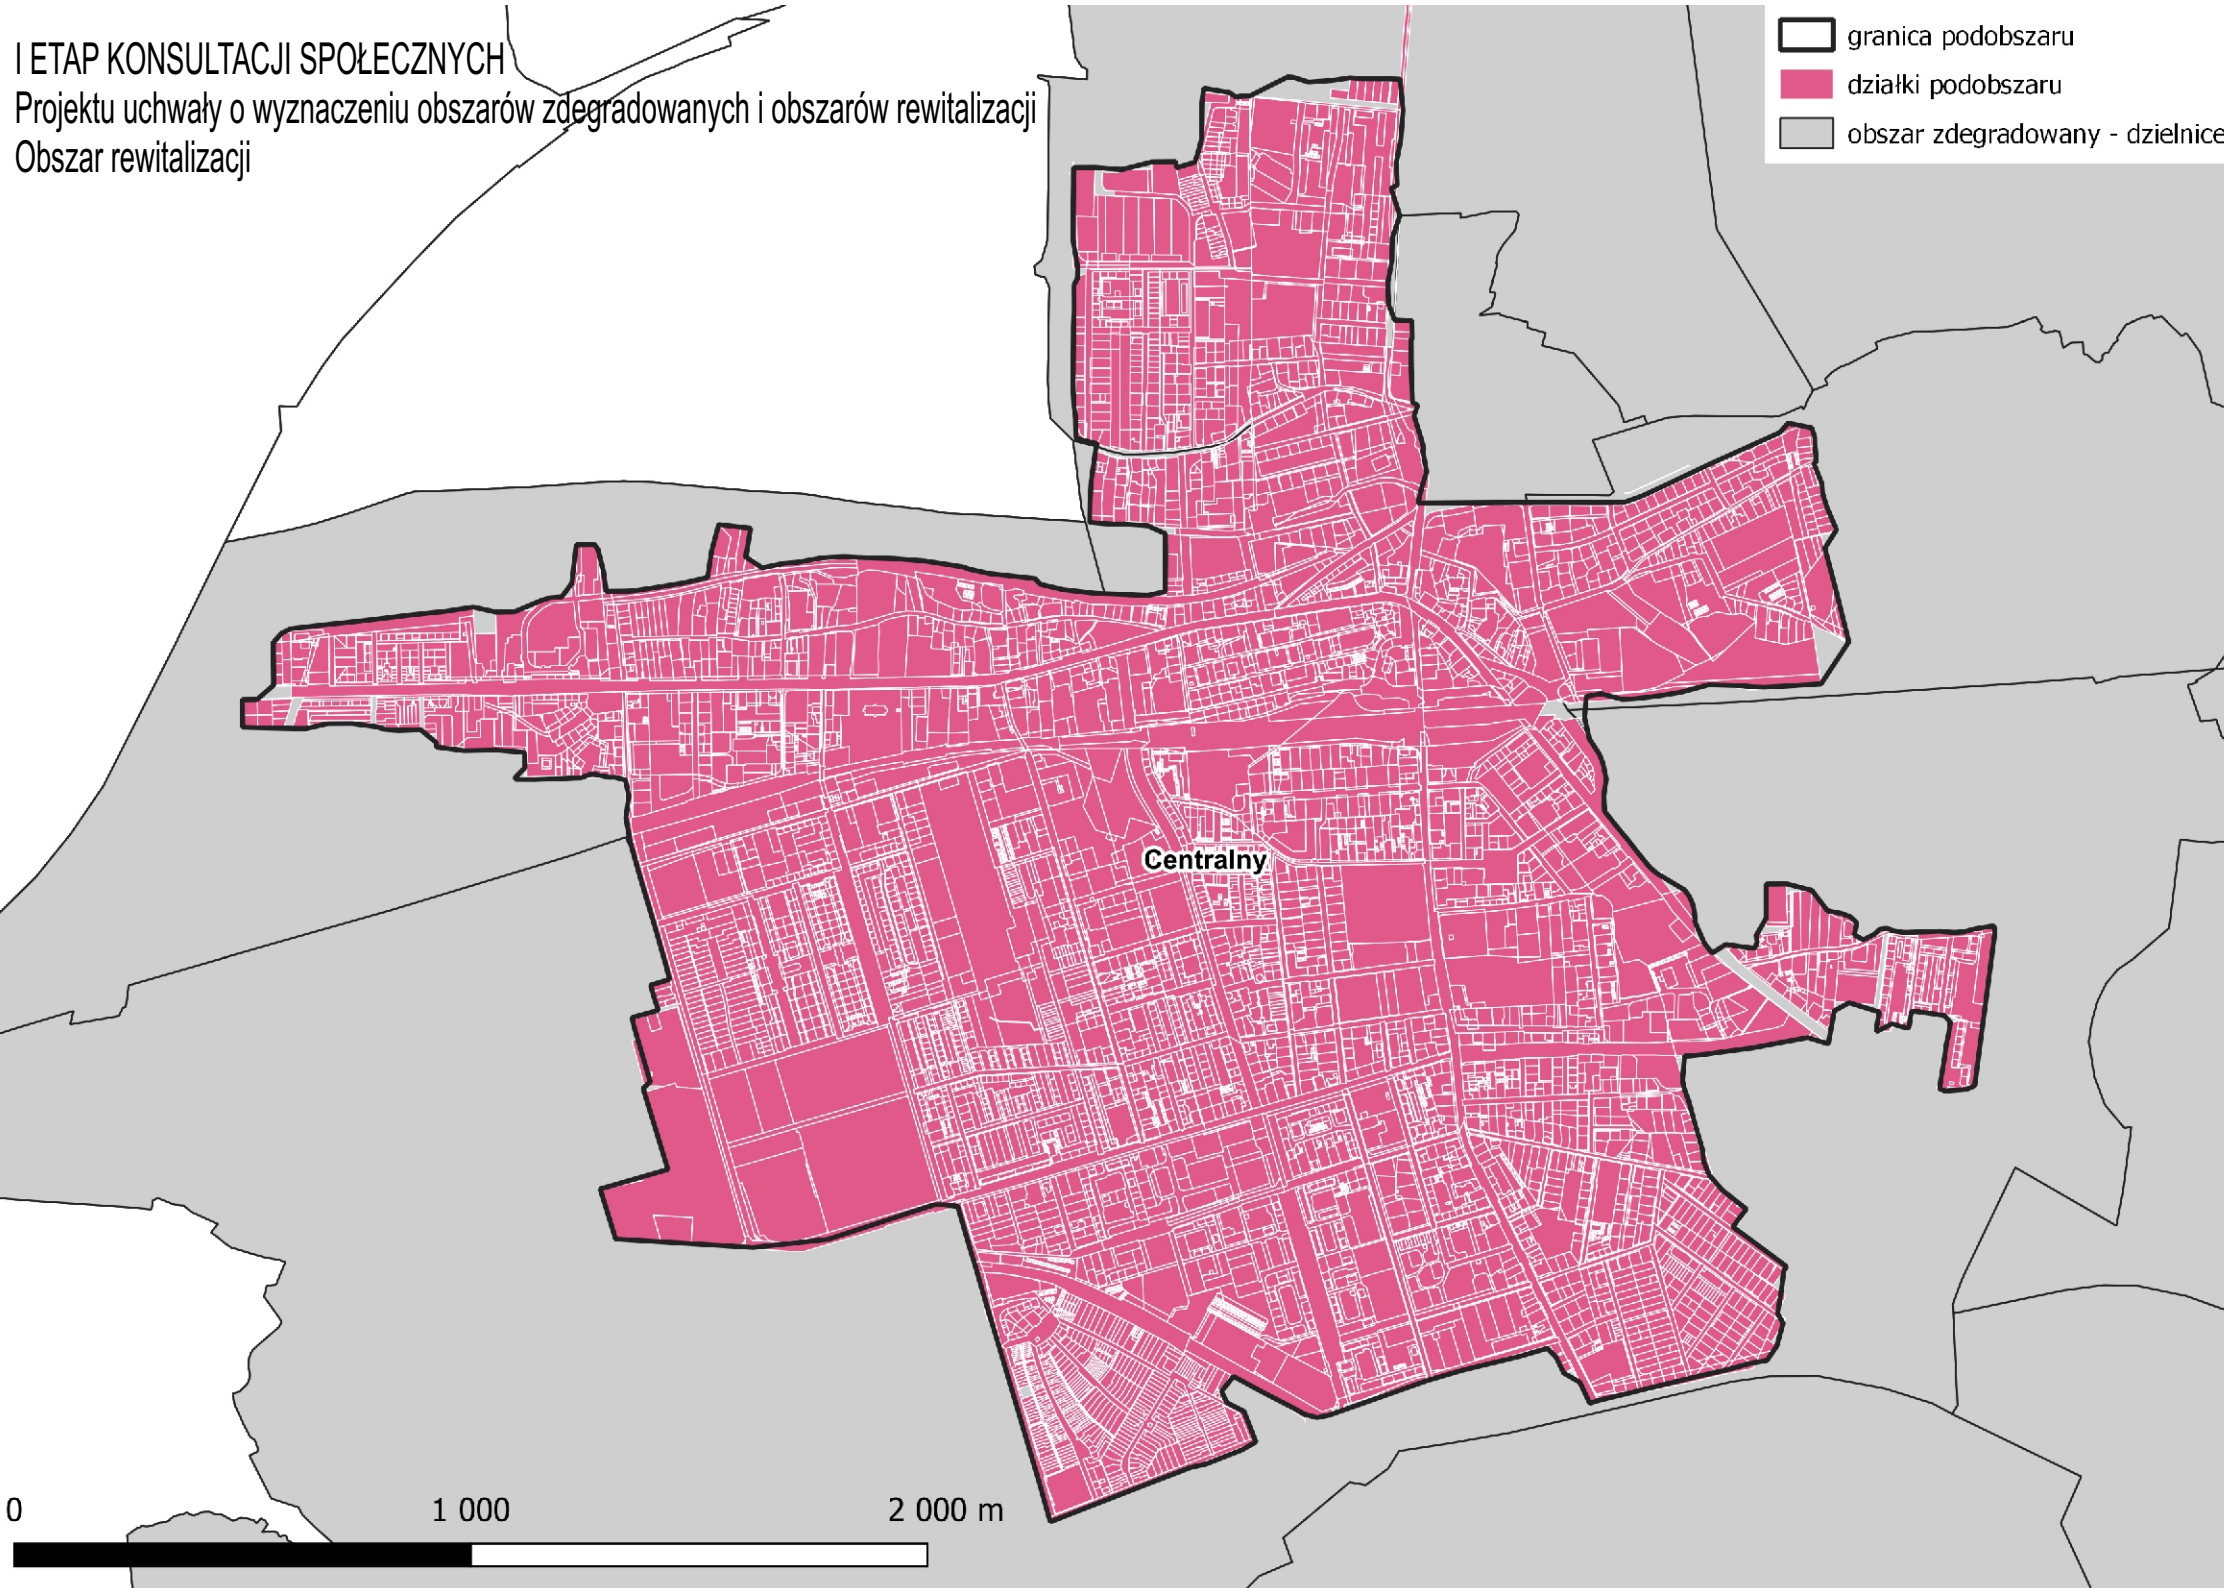 I ETAP KONSULTACJI SPOŁECZNYCH
Projektu uchwały o wyznaczeniu obszarów zdegradowanych i obszarów rewitalizacji
Obszar rewitalizacji
granica podobszaru
działki podobszaru
obszar zdegradowany - dzielnice
Centralny
0 1 000 2 000 m